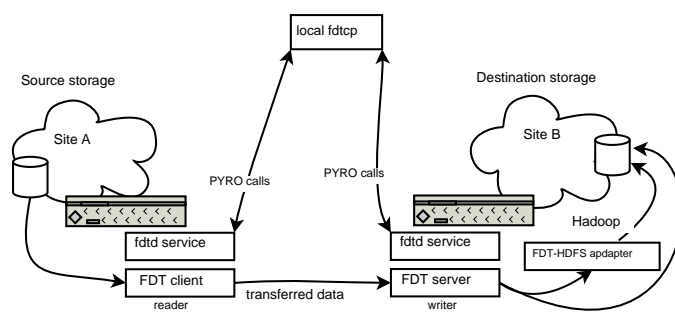 local fdtcp
Source storage
Destination storage
Site A
Site B
PYRO calls
PYRO calls
Hadoop
fdtd service
fdtd service
FDT-HDFS apdapter
FDT client
transferred data
FDT server
reader
writer